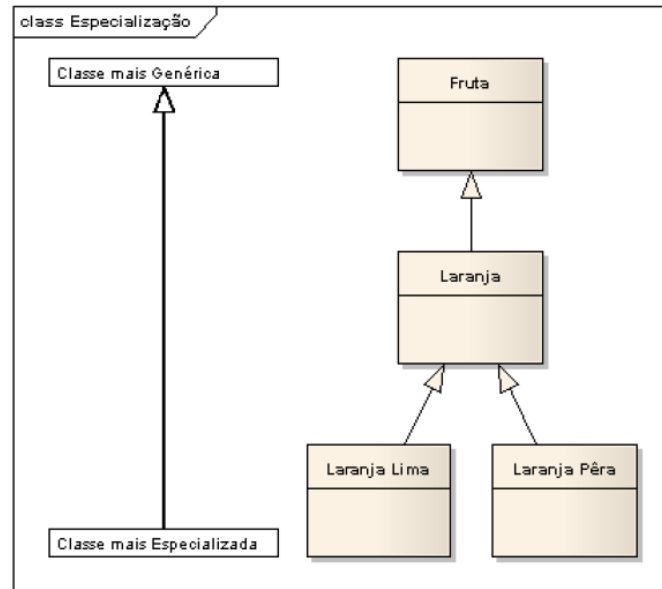 class Especialização
Classe mais Genérica
Fruta
Laranja
Laranja Lima
Laranja Pêra
Classe mais Especializada